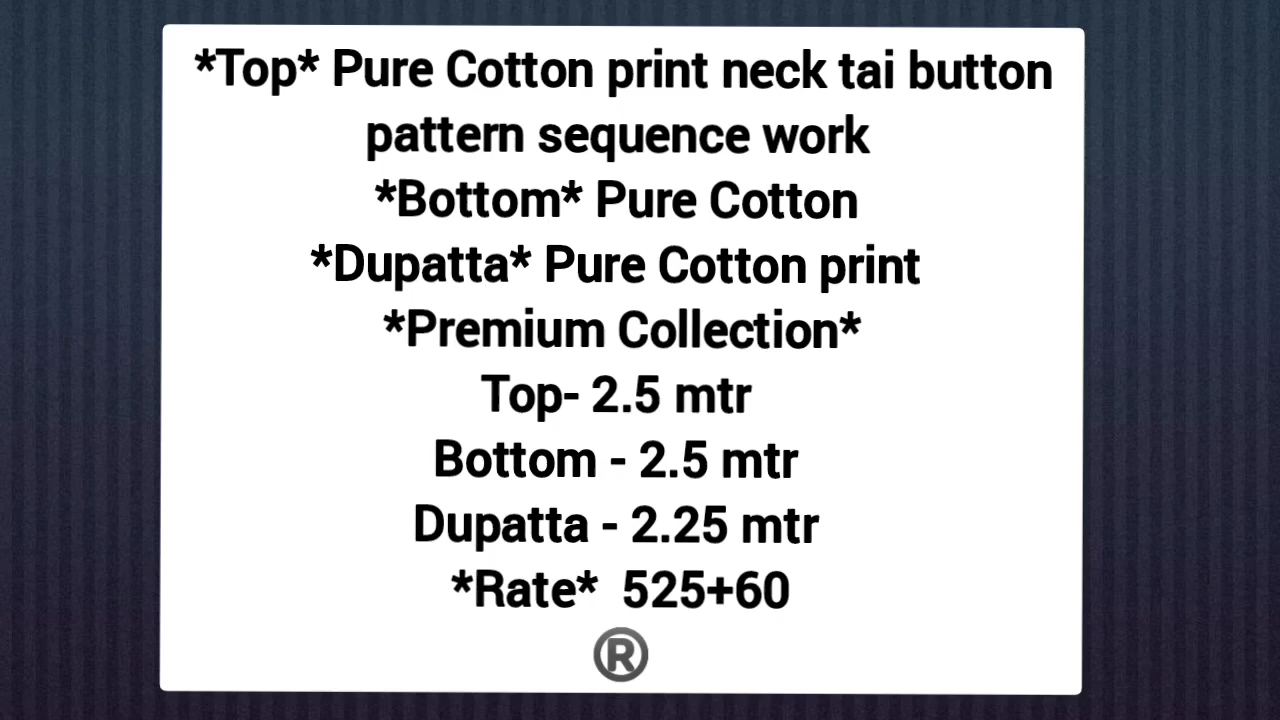 *Top* Pure Cotton print neck tai button
pattern sequence work
*Bottom* Pure Cotton
*Dupatta* Pure Cotton print
*Premium Collection*
Top- 2.5 mtr
Bottom - 2.5 mtr
Dupatta - 2.25 mtr
*Rate*  525+60
®